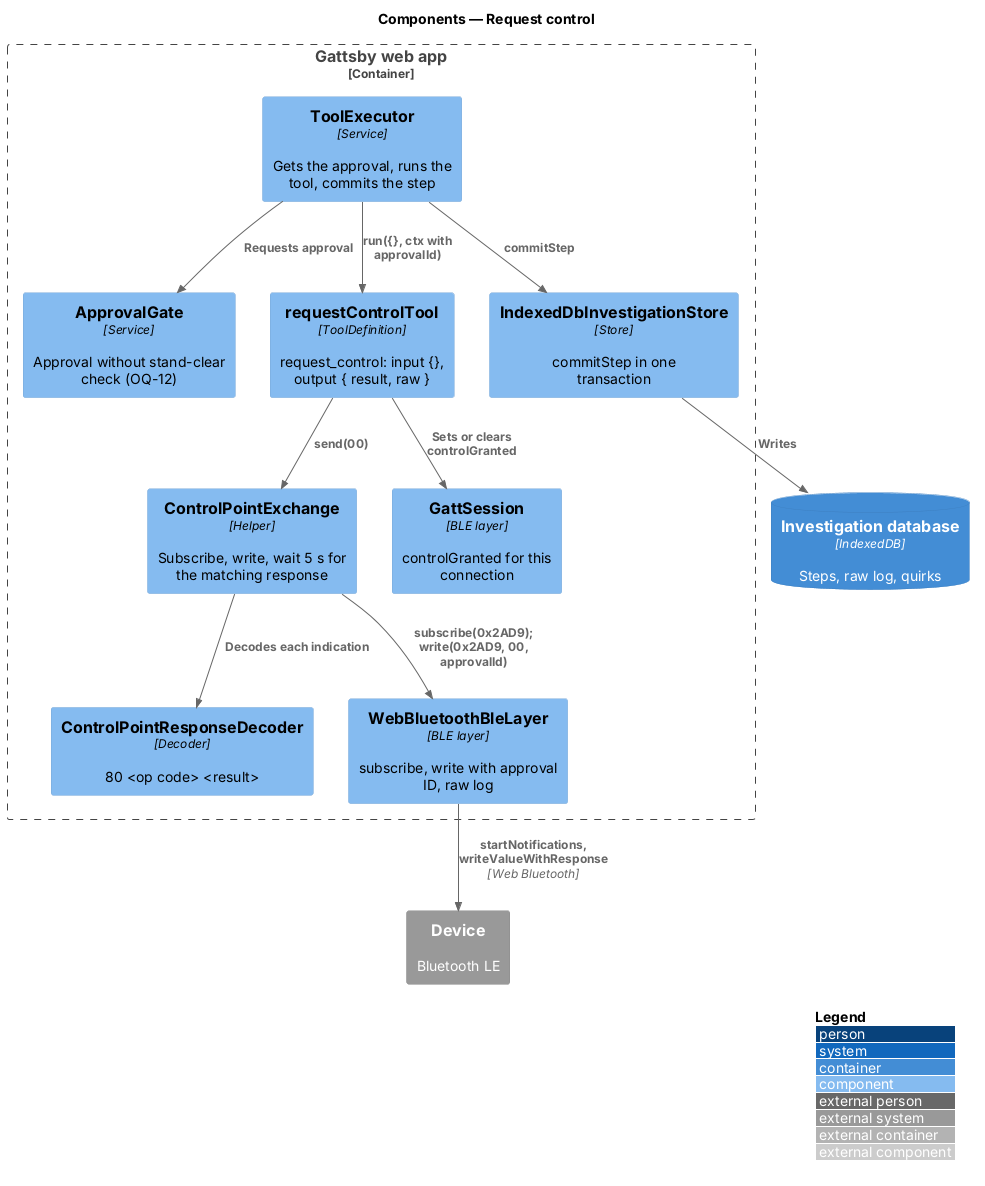 Components — Request control
Gattsby web app
[Container]
ToolExecutor
[Service]
Gets the approval, runs the
tool, commits the step
Requests approval
run({}, ctx with
approvalId)
commitStep
ApprovalGate
[Service]
Approval without stand-clear
check (OQ-12)
requestControlTool
[ToolDefinition]
request_control: input {},
output { result, raw }
IndexedDbInvestigationStore
[Store]
commitStep in one
transaction
send(00)
Sets or clears
controlGranted
Writes
ControlPointExchange
[Helper]
Subscribe, write, wait 5 s for
the matching response
GattSession
[BLE layer]
controlGranted for this
connection
Investigation database
[IndexedDB]
Steps, raw log, quirks
Decodes each indication
subscribe(0x2AD9);
write(0x2AD9, 00,
approvalId)
ControlPointResponseDecoder
[Decoder]
80 <op code> <result>
WebBluetoothBleLayer
[BLE layer]
subscribe, write with approval
ID, raw log
startNotifications,
writeValueWithResponse
[Web Bluetooth]
Device
Bluetooth LE
Legend
person
system
container
component
external person
external system
external container
external component